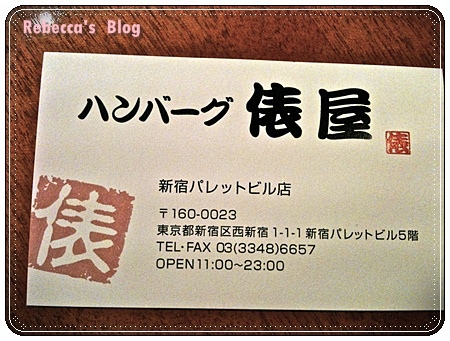 Rebecca's Blog
ハンバーグ 俵屋
俵
俵
新宿パレットビル店
〒160-0023
東京都新宿区西新宿1-1-1 新宿パレットビル5階
TEL・FAX 03(3348)6657
OPEN11:00~23:00